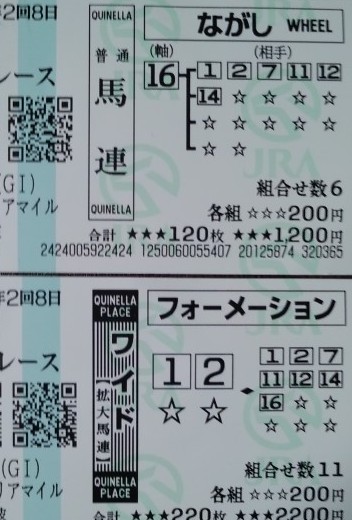 2回8日
レース
(GI)
アマイル
QUINELLA
普通
馬連
QUINELLA
ながし WHEEL
(軸) (相手)
16 1 2 7 11 12
14 ☆ ☆ ☆ ☆
☆ ☆ ☆ ☆ ☆
☆ ☆
組合せ数6
各組 ☆☆☆200円
合計 ★★★120枚 ★★★1,200円
2424005922424 1250060055407 20125874 320365
JRA
年2回8日
レース
(GI)
リアマイル
QUINELLA PLACE
ワイド
【拡大馬連】
QUINELLA PLACE
フォーメーション
1 2
☆ ☆
1 2 7
11 12 14
16 ☆ ☆
☆ ☆ ☆
組合せ数11
各組 ☆☆☆200円
合計 ★★★220枚 ★★★2200円